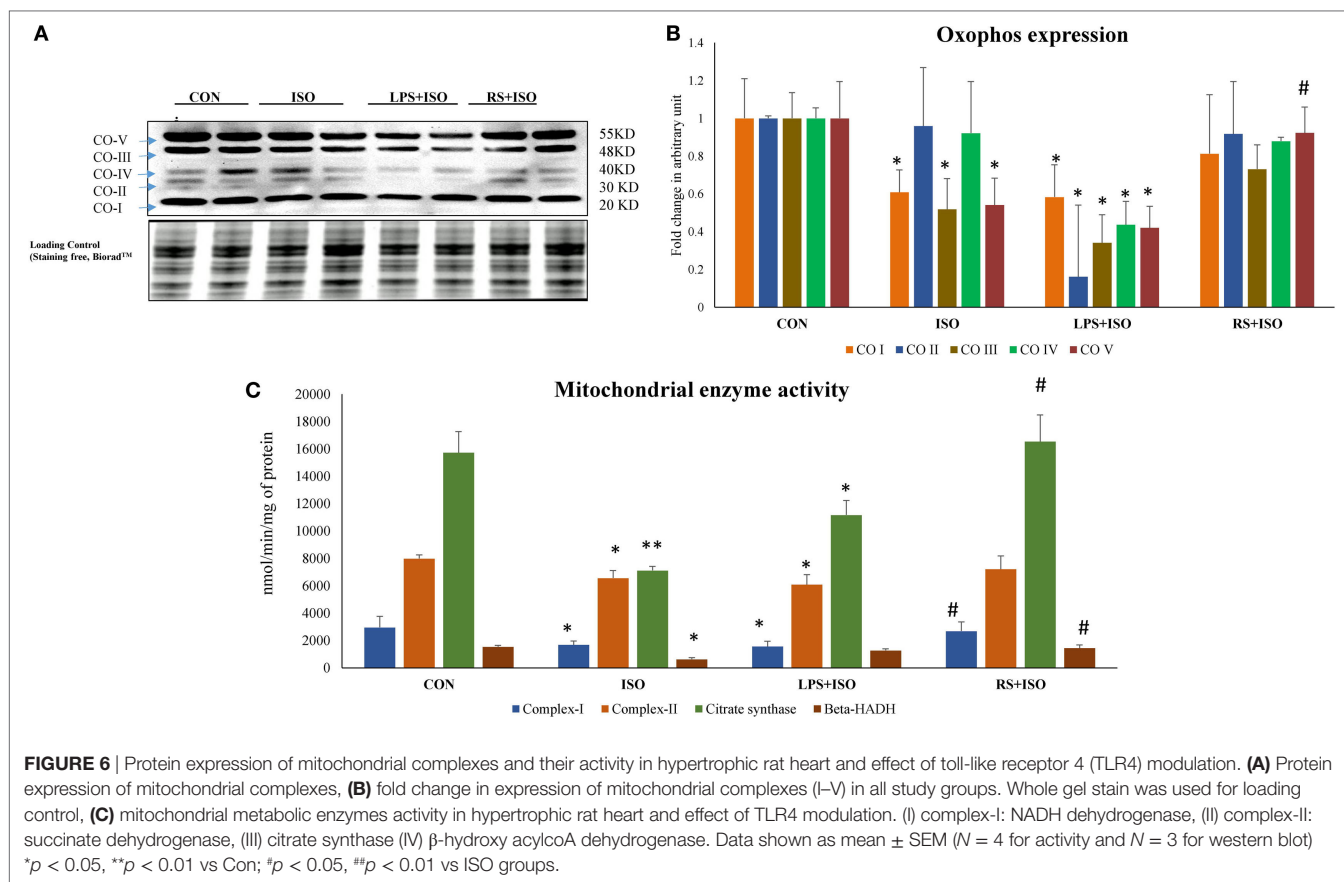 A
CON ISO LPS+ISO RS+ISO
CO-V
CO-III
CO-IV
CO-II
CO-I
55KD
48KD
40KD
30 KD
20 KD
Loading Control
(Staining free, Biorad™
B
Oxophos expression
Fold change in arbitrary unit
1.4
1.2
1
0.8
0.6
0.4
0.2
0
* * *
* * * * *
#
CON ISO LPS+ISO RS+ISO
CO I CO II CO III CO IV CO V
C
Mitochondrial enzyme activity
nmol/min/mg of protein
20000
18000
16000
14000
12000
10000
8000
6000
4000
2000
0
* * ** *
* * *
# # #
CON ISO LPS+ISO RS+ISO
Complex-I Complex-II Citrate synthase Beta-HADH
FIGURE 6 | Protein expression of mitochondrial complexes and their activity in hypertrophic rat heart and effect of toll-like receptor 4 (TLR4) modulation. (A) Protein
expression of mitochondrial complexes, (B) fold change in expression of mitochondrial complexes (I–V) in all study groups. Whole gel stain was used for loading
control, (C) mitochondrial metabolic enzymes activity in hypertrophic rat heart and effect of TLR4 modulation. (I) complex-I: NADH dehydrogenase, (II) complex-II:
succinate dehydrogenase, (III) citrate synthase (IV) β-hydroxy acylcoA dehydrogenase. Data shown as mean ± SEM (N = 4 for activity and N = 3 for western blot)
*p < 0.05, **p < 0.01 vs Con; #p < 0.05, ##p < 0.01 vs ISO groups.